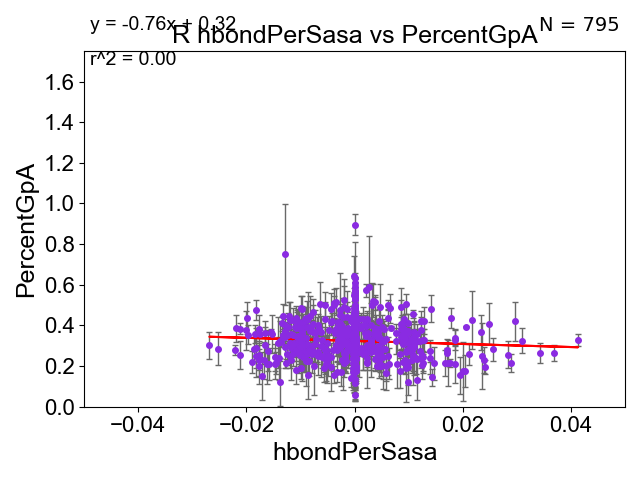 y = -0.76x + 0.32
R hbondPerSasa vs PercentGpA
N = 795
r^2 = 0.00
PercentGpA
1.6
1.4
1.2
1.0
0.8
0.6
0.4
0.2
0.0
−0.04
−0.02
0.00
0.02
0.04
hbondPerSasa